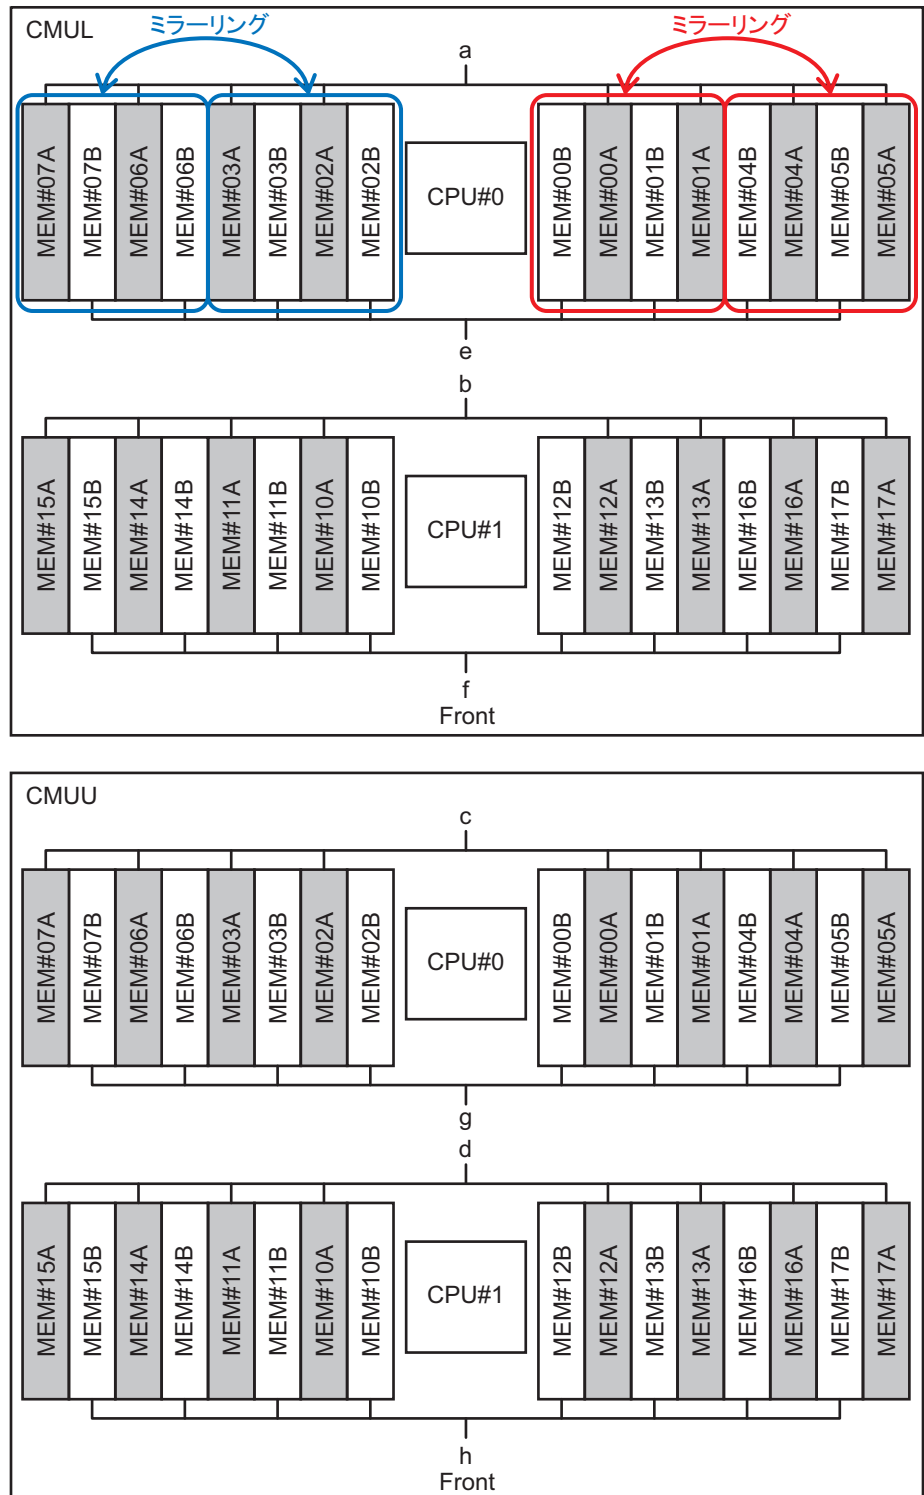 CMUL
ミラーリング
ミラーリング
a
MEM#07A
MEM#07B
MEM#06A
MEM#06B
MEM#03A
MEM#03B
MEM#02A
MEM#02B
CPU#0
MEM#00B
MEM#00A
MEM#01B
MEM#01A
MEM#04B
MEM#04A
MEM#05B
MEM#05A
e
b
MEM#15A
MEM#15B
MEM#14A
MEM#14B
MEM#11A
MEM#11B
MEM#10A
MEM#10B
CPU#1
MEM#12B
MEM#12A
MEM#13B
MEM#13A
MEM#16B
MEM#16A
MEM#17B
MEM#17A
f
Front
CMUU
c
MEM#07A
MEM#07B
MEM#06A
MEM#06B
MEM#03A
MEM#03B
MEM#02A
MEM#02B
CPU#0
MEM#00B
MEM#00A
MEM#01B
MEM#01A
MEM#04B
MEM#04A
MEM#05B
MEM#05A
g
d
MEM#15A
MEM#15B
MEM#14A
MEM#14B
MEM#11A
MEM#11B
MEM#10A
MEM#10B
CPU#1
MEM#12B
MEM#12A
MEM#13B
MEM#13A
MEM#16B
MEM#16A
MEM#17B
MEM#17A
h
Front